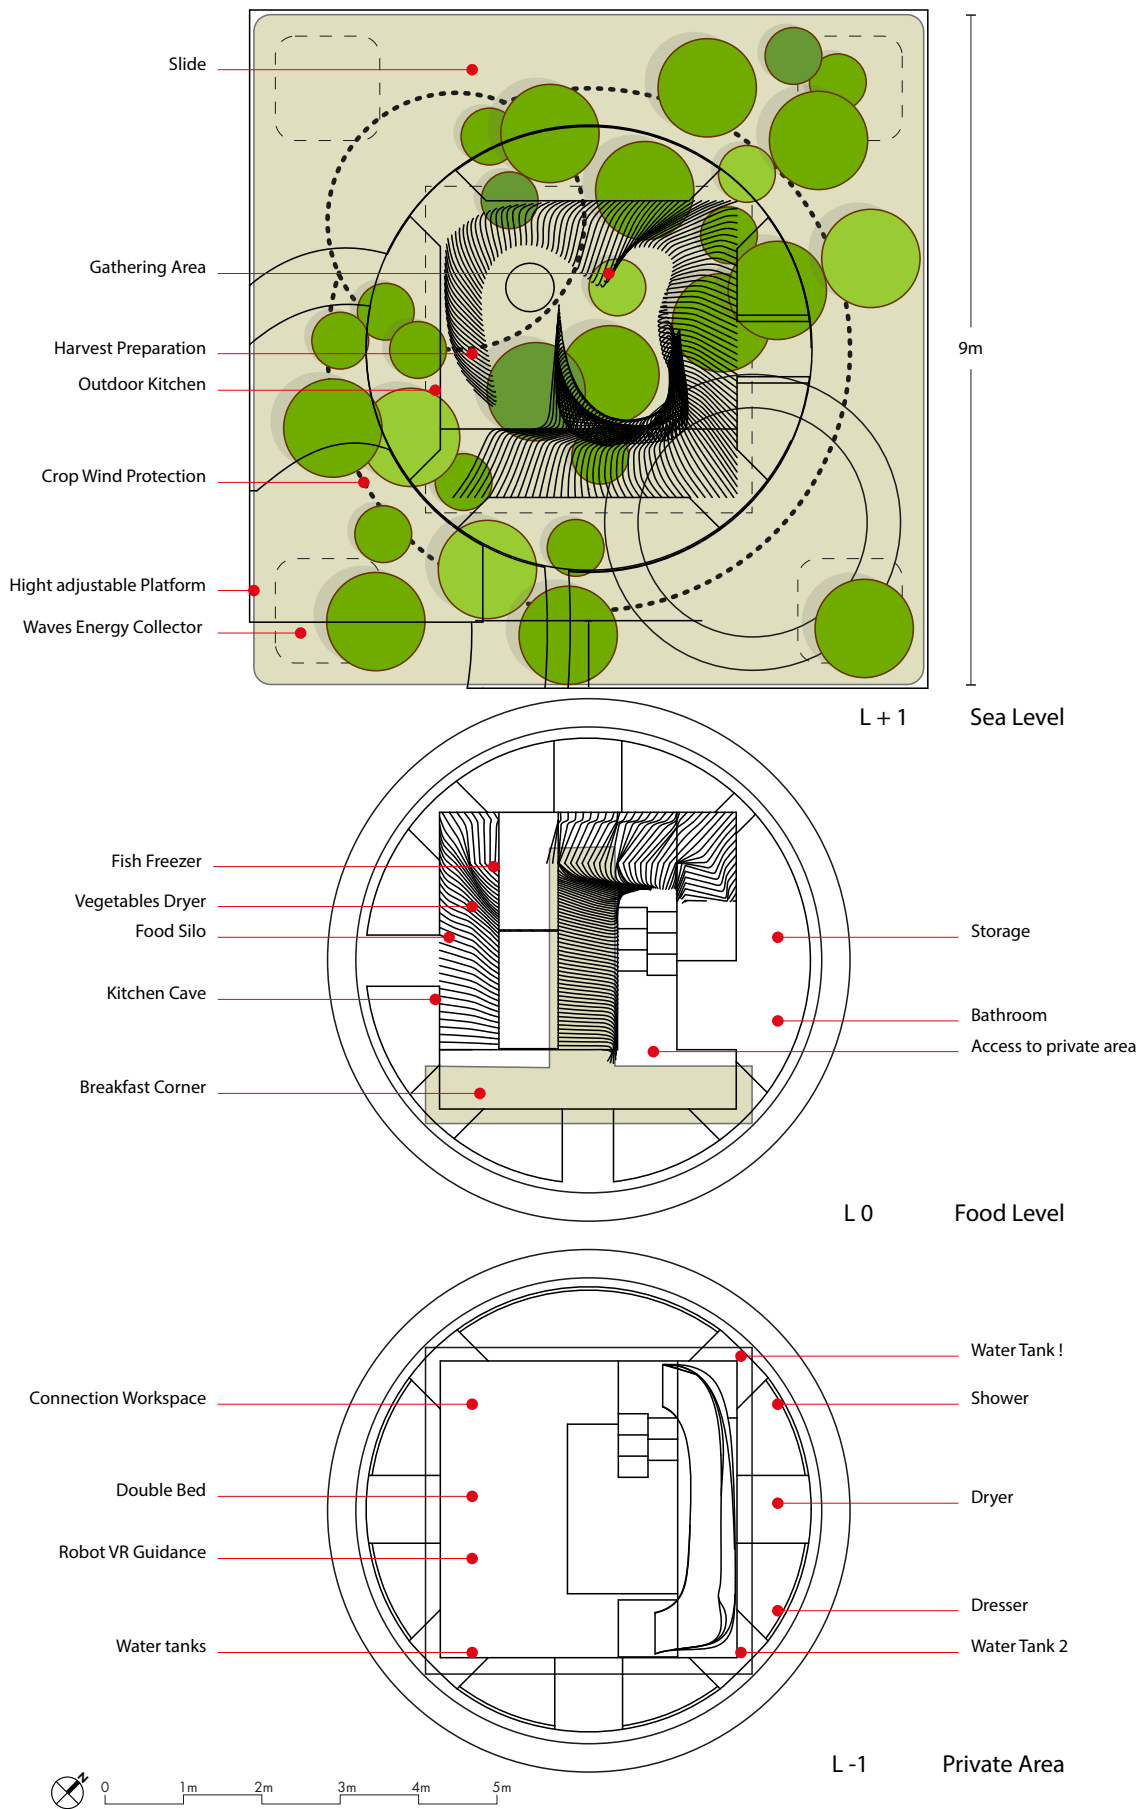 Slide
Gathering Area
Harvest Preparation
9m
Outdoor Kitchen
Crop Wind Protection
Hight adjustable Platform
Waves Energy Collector
L + 1 Sea Level
Fish Freezer
Vegetables Dryer
Food Silo
Storage
Kitchen Cave
Bathroom
Access to private area
Breakfast Corner
L 0 Food Level
Water Tank !
Connection Workspace
Shower
Double Bed
Dryer
Robot VR Guidance
Dresser
Water tanks
Water Tank 2
L -1 Private Area
N
0 1m 2m 3m 4m 5m